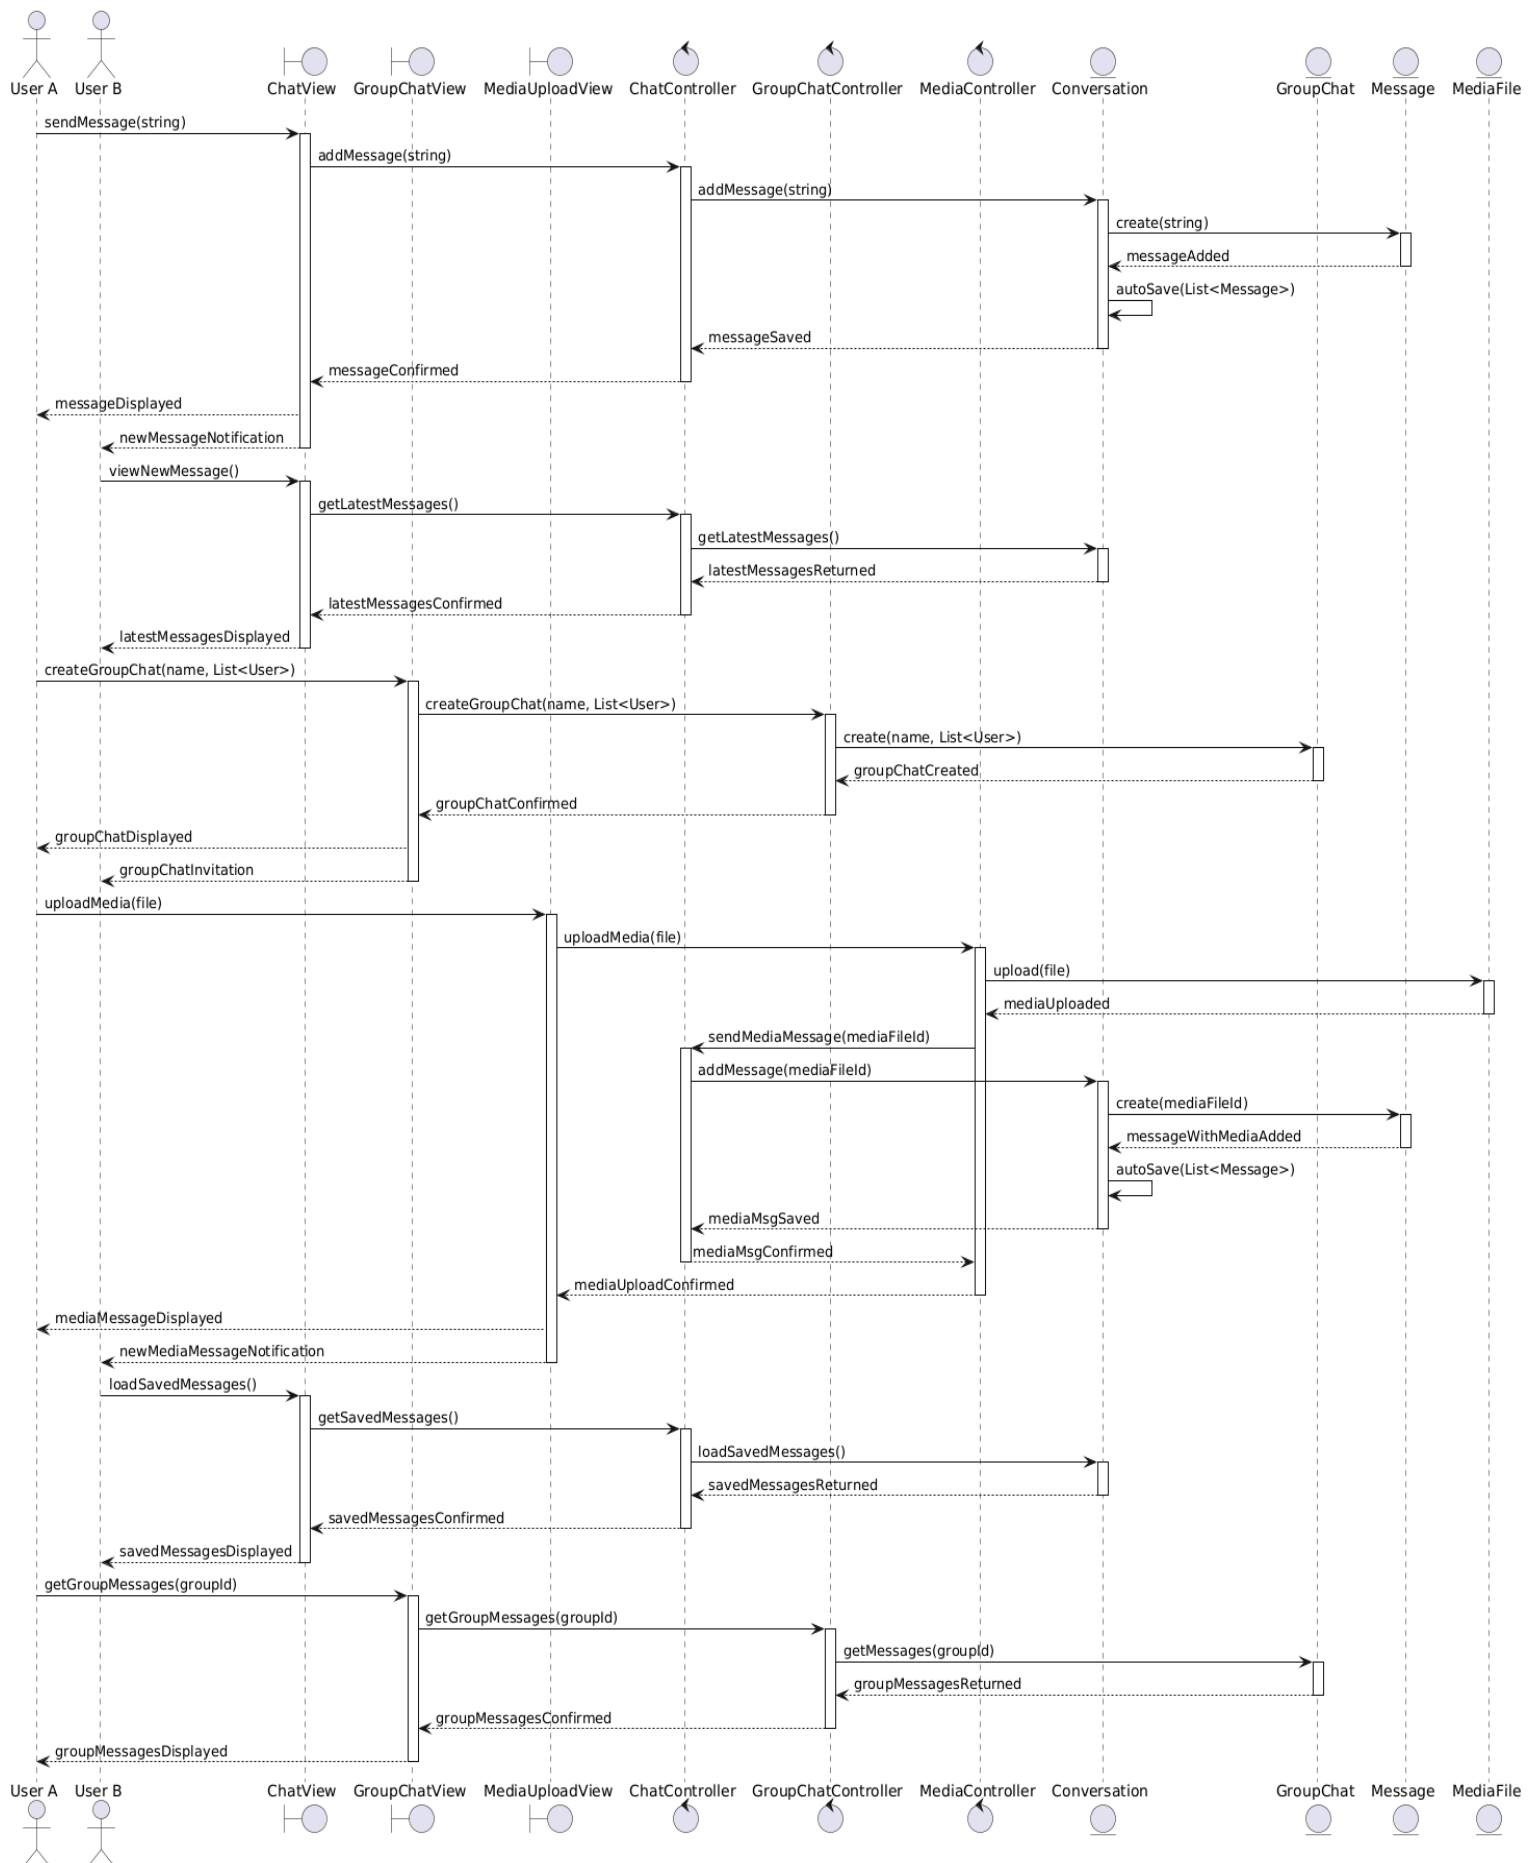 User A User B ChatView GroupChatView MediaUploadView ChatController GroupChatController MediaController Conversation GroupChat Message MediaFile
sendMessage(string)
addMessage(string)
addMessage(string)
create(string)
messageAdded
autoSave(List<Message>)
messageSaved
messageConfirmed
messageDisplayed
newMessageNotification
viewNewMessage()
getLatestMessages()
getLatestMessages()
latestMessagesReturned
latestMessagesConfirmed
latestMessagesDisplayed
createGroupChat(name, List<User>)
createGroupChat(name, List<User>)
create(name, List<User>)
groupChatCreated
groupChatConfirmed
groupChatDisplayed
groupChatInvitation
uploadMedia(file)
uploadMedia(file)
upload(file)
mediaUploaded
sendMediaMessage(mediaFileId)
addMessage(mediaFileId)
create(mediaFileId)
messageWithMediaAdded
autoSave(List<Message>)
mediaMsgSaved
mediaMsgConfirmed
mediaUploadConfirmed
mediaMessageDisplayed
newMediaMessageNotification
loadSavedMessages()
getSavedMessages()
loadSavedMessages()
savedMessagesReturned
savedMessagesConfirmed
savedMessagesDisplayed
getGroupMessages(groupId)
getGroupMessages(groupId)
getMessages(groupId)
groupMessagesReturned
groupMessagesConfirmed
groupMessagesDisplayed
User A User B ChatView GroupChatView MediaUploadView ChatController GroupChatController MediaController Conversation GroupChat Message MediaFile